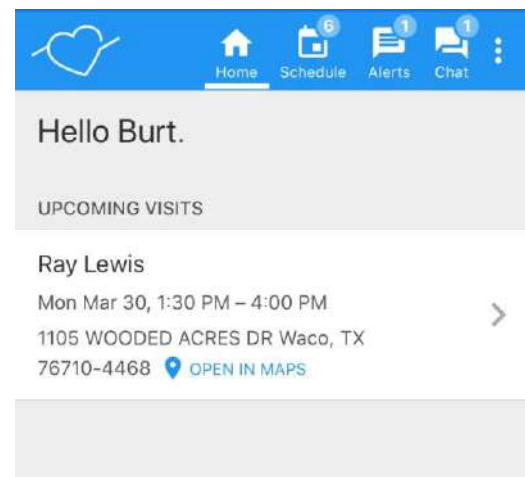 6 1 1
Home Schedule Alerts Chat
Hello Burt.
UPCOMING VISITS
Ray Lewis
Mon Mar 30, 1:30 PM – 4:00 PM
1105 WOODED ACRES DR Waco, TX
76710-4468 OPEN IN MAPS